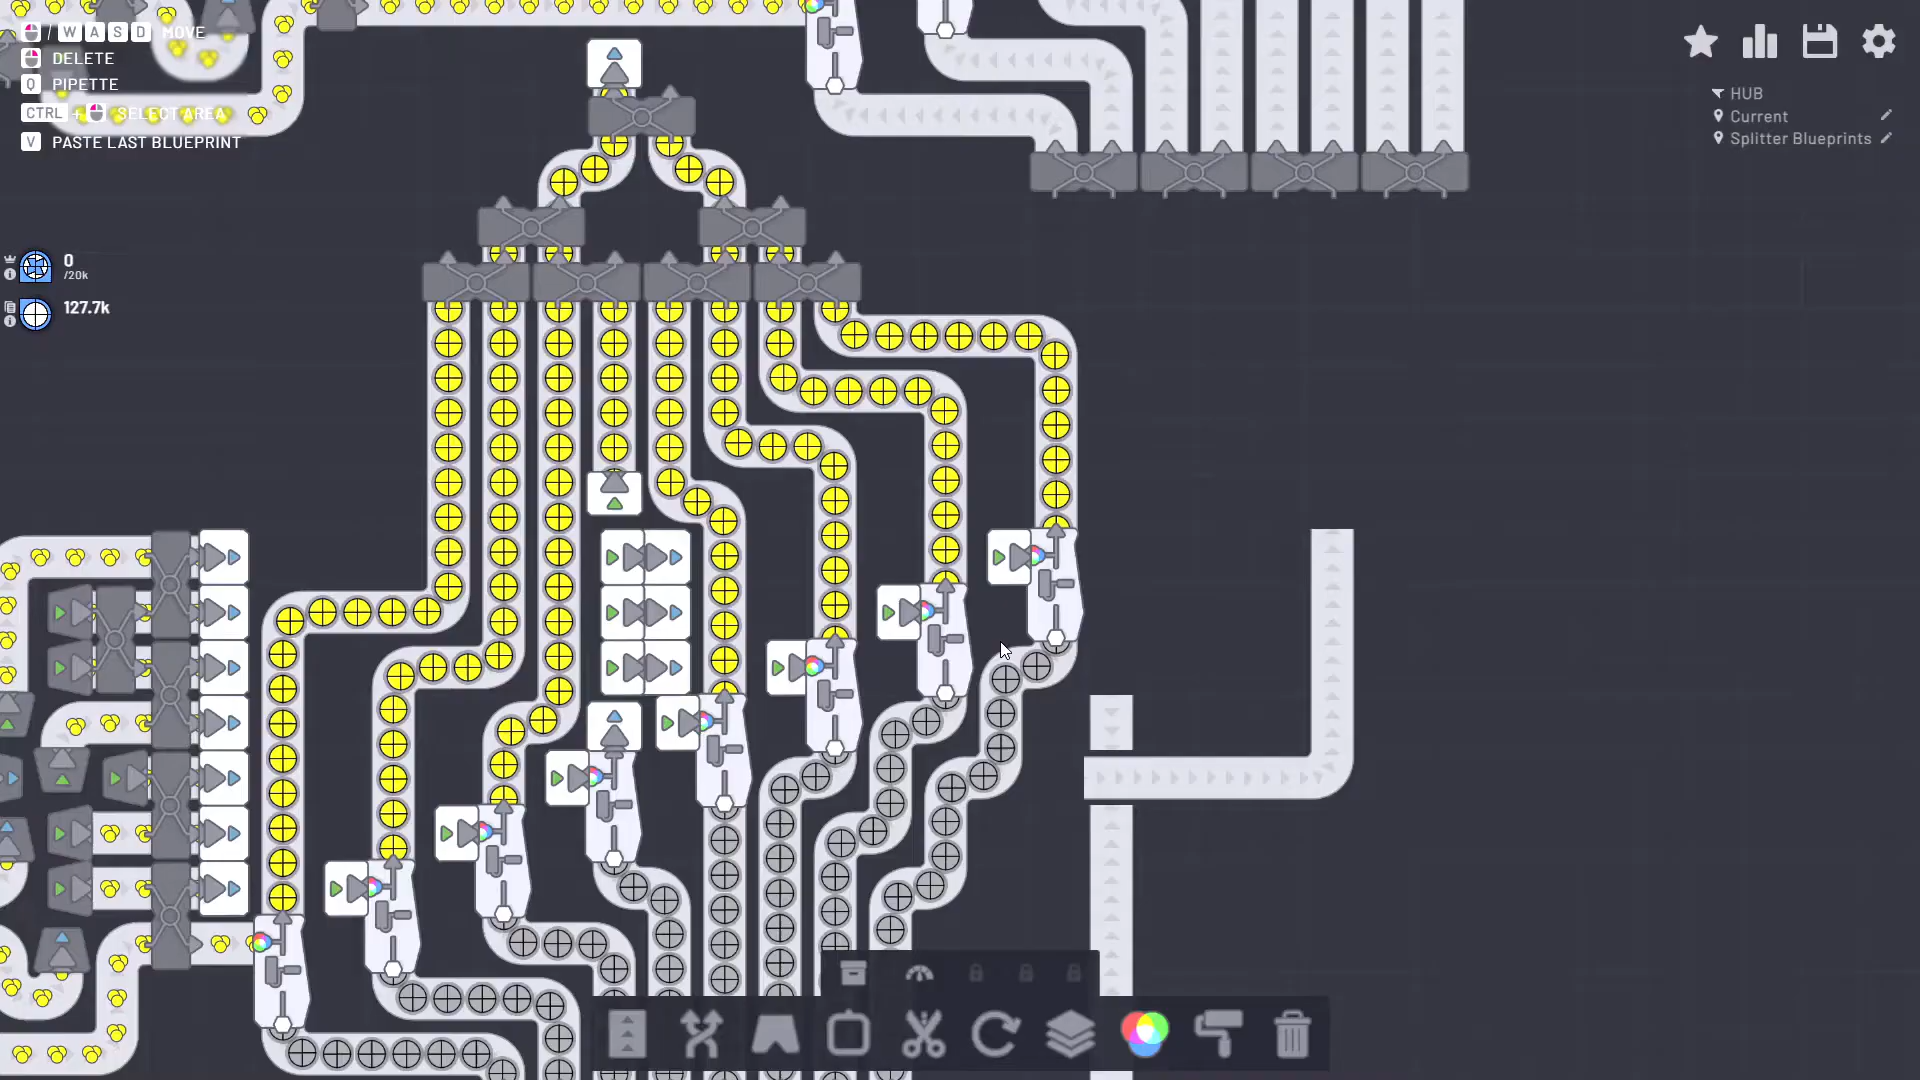 / W A S D MOVE
DELETE
Q PIPETTE
CTRL + SELECT AREA
V PASTE LAST BLUEPRINT
HUB
Current
Splitter Blueprints
0
/20k
127.7k